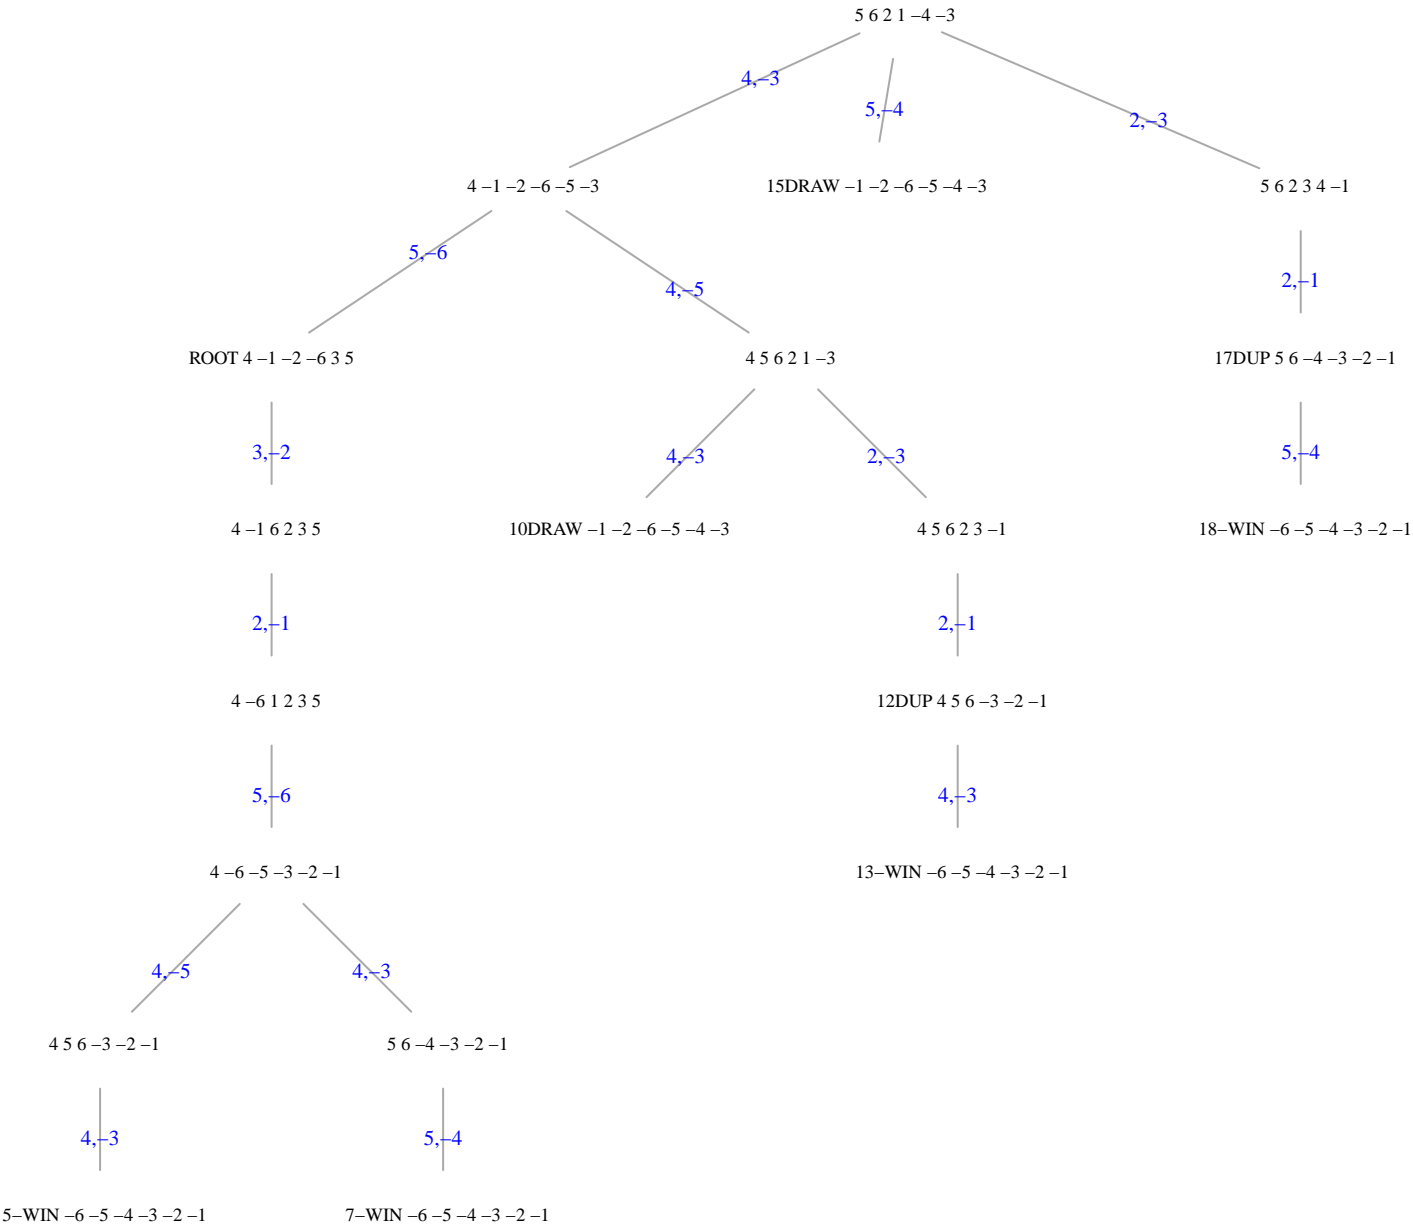 5 6 2 1 –4 –3
4,–3
5,–4
2,–3
4 –1 –2 –6 –5 –3
15DRAW –1 –2 –6 –5 –4 –3
5 6 2 3 4 –1
5,–6
4,–5
2,–1
ROOT 4 –1 –2 –6 3 5
4 5 6 2 1 –3
17DUP 5 6 –4 –3 –2 –1
3,–2
4,–3
2,–3
5,–4
4 –1 6 2 3 5
10DRAW –1 –2 –6 –5 –4 –3
4 5 6 2 3 –1
18–WIN –6 –5 –4 –3 –2 –1
2,–1
2,–1
4 –6 1 2 3 5
12DUP 4 5 6 –3 –2 –1
5,–6
4,–3
4 –6 –5 –3 –2 –1
13–WIN –6 –5 –4 –3 –2 –1
4,–5
4,–3
4 5 6 –3 –2 –1
5 6 –4 –3 –2 –1
4,–3
5,–4
5–WIN –6 –5 –4 –3 –2 –1
7–WIN –6 –5 –4 –3 –2 –1